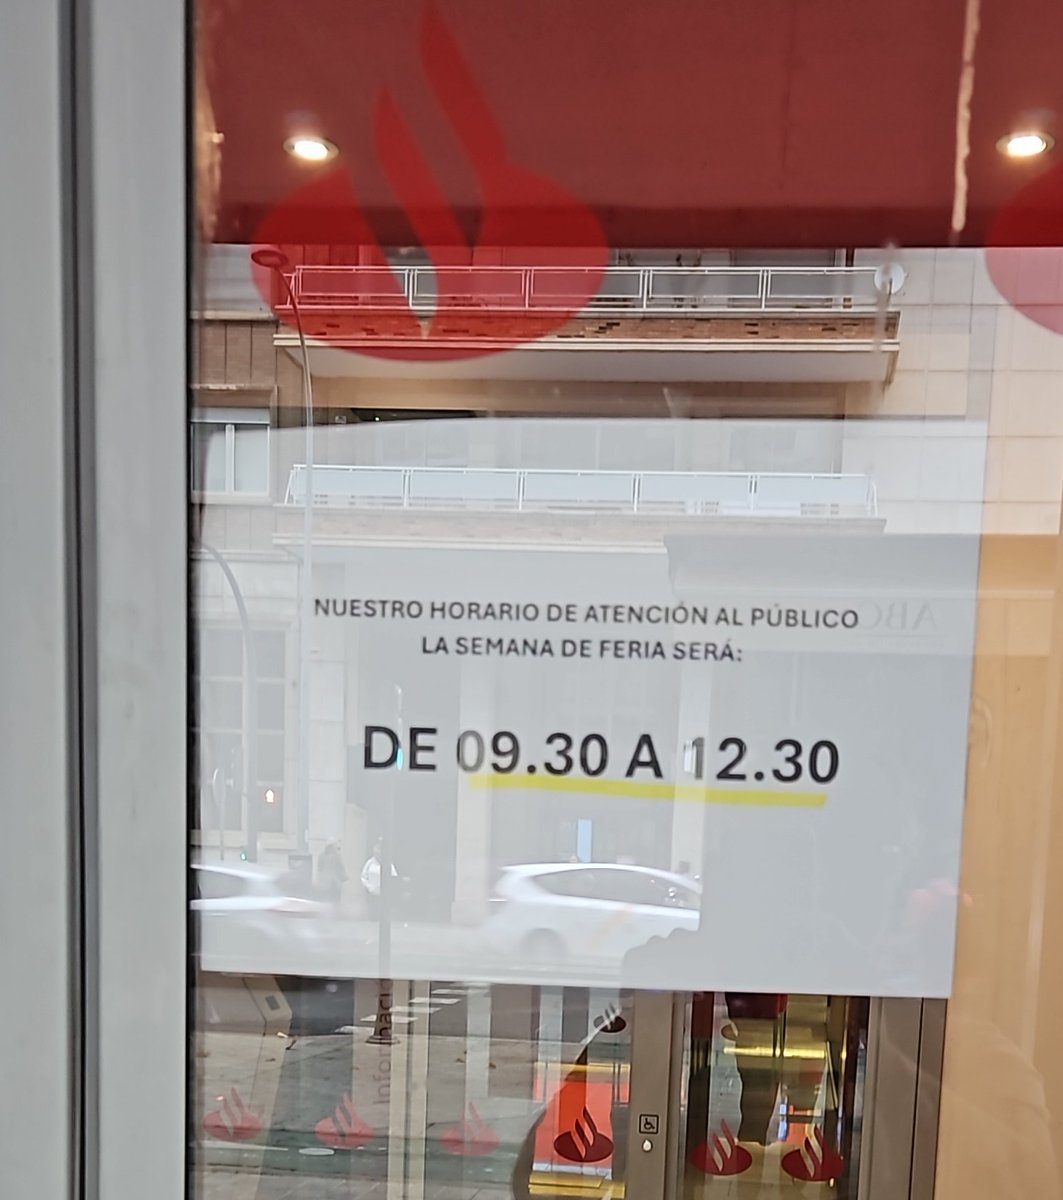 NUESTRO HORARIO DE ATENCIÓN AL PÚBLICO
LA SEMANA DE FERIA SERÁ:
DE 09.30 A 12.30